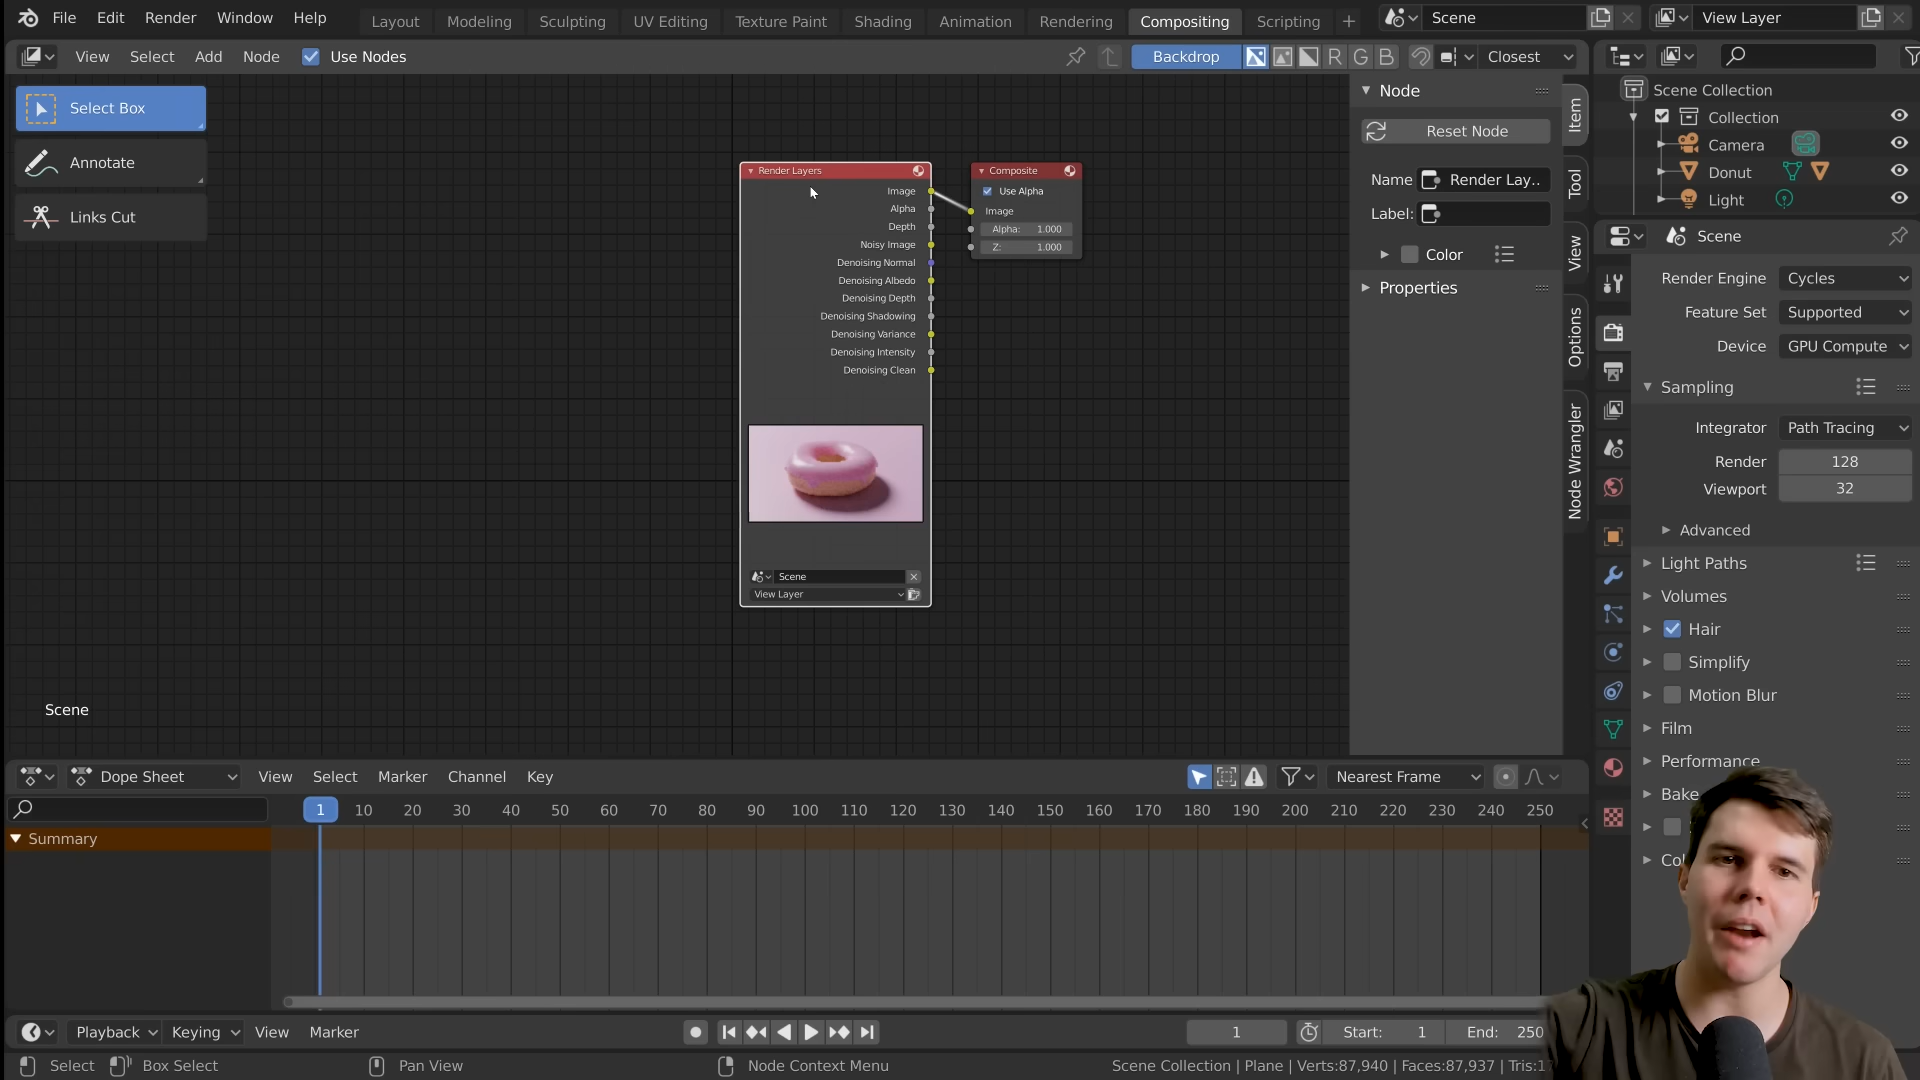 File Edit Render Window Help
Layout Modeling Sculpting UV Editing Texture Paint Shading Animation Rendering Compositing Scripting
Scene
View Layer
View Select Add Node Use Nodes
Backdrop
R G B
Closest
Select Box
Annotate
Links Cut
Render Layers
Image
Alpha
Depth
Noisy Image
Denoising Normal
Denoising Albedo
Denoising Depth
Denoising Shadowing
Denoising Variance
Denoising Intensity
Denoising Clean
Scene
View Layer
Composite
Use Alpha
Image
Alpha: 1.000
Z: 1.000
Scene
Node
Reset Node
Name Render Lay..
Label:
Color
Properties
Item
Tool
View
Options
Node Wrangler
Scene Collection
Collection
Camera
Donut
Light
Scene
Render Engine Cycles
Feature Set Supported
Device GPU Compute
Sampling
Integrator Path Tracing
Render 128
Viewport 32
Advanced
Light Paths
Volumes
Hair
Simplify
Motion Blur
Film
Performance
Bake
Dope Sheet View Select Marker Channel Key
Nearest Frame
1 10 20 30 40 50 60 70 80 90 100 110 120 130 140 150 160 170 180 190 200 210 220 230 240 250
Summary
Playback Keying View Marker
1
Start: 1
End: 250
Select Box Select Pan View Node Context Menu
Scene Collection | Plane | Verts:87,940 | Faces:87,937 |